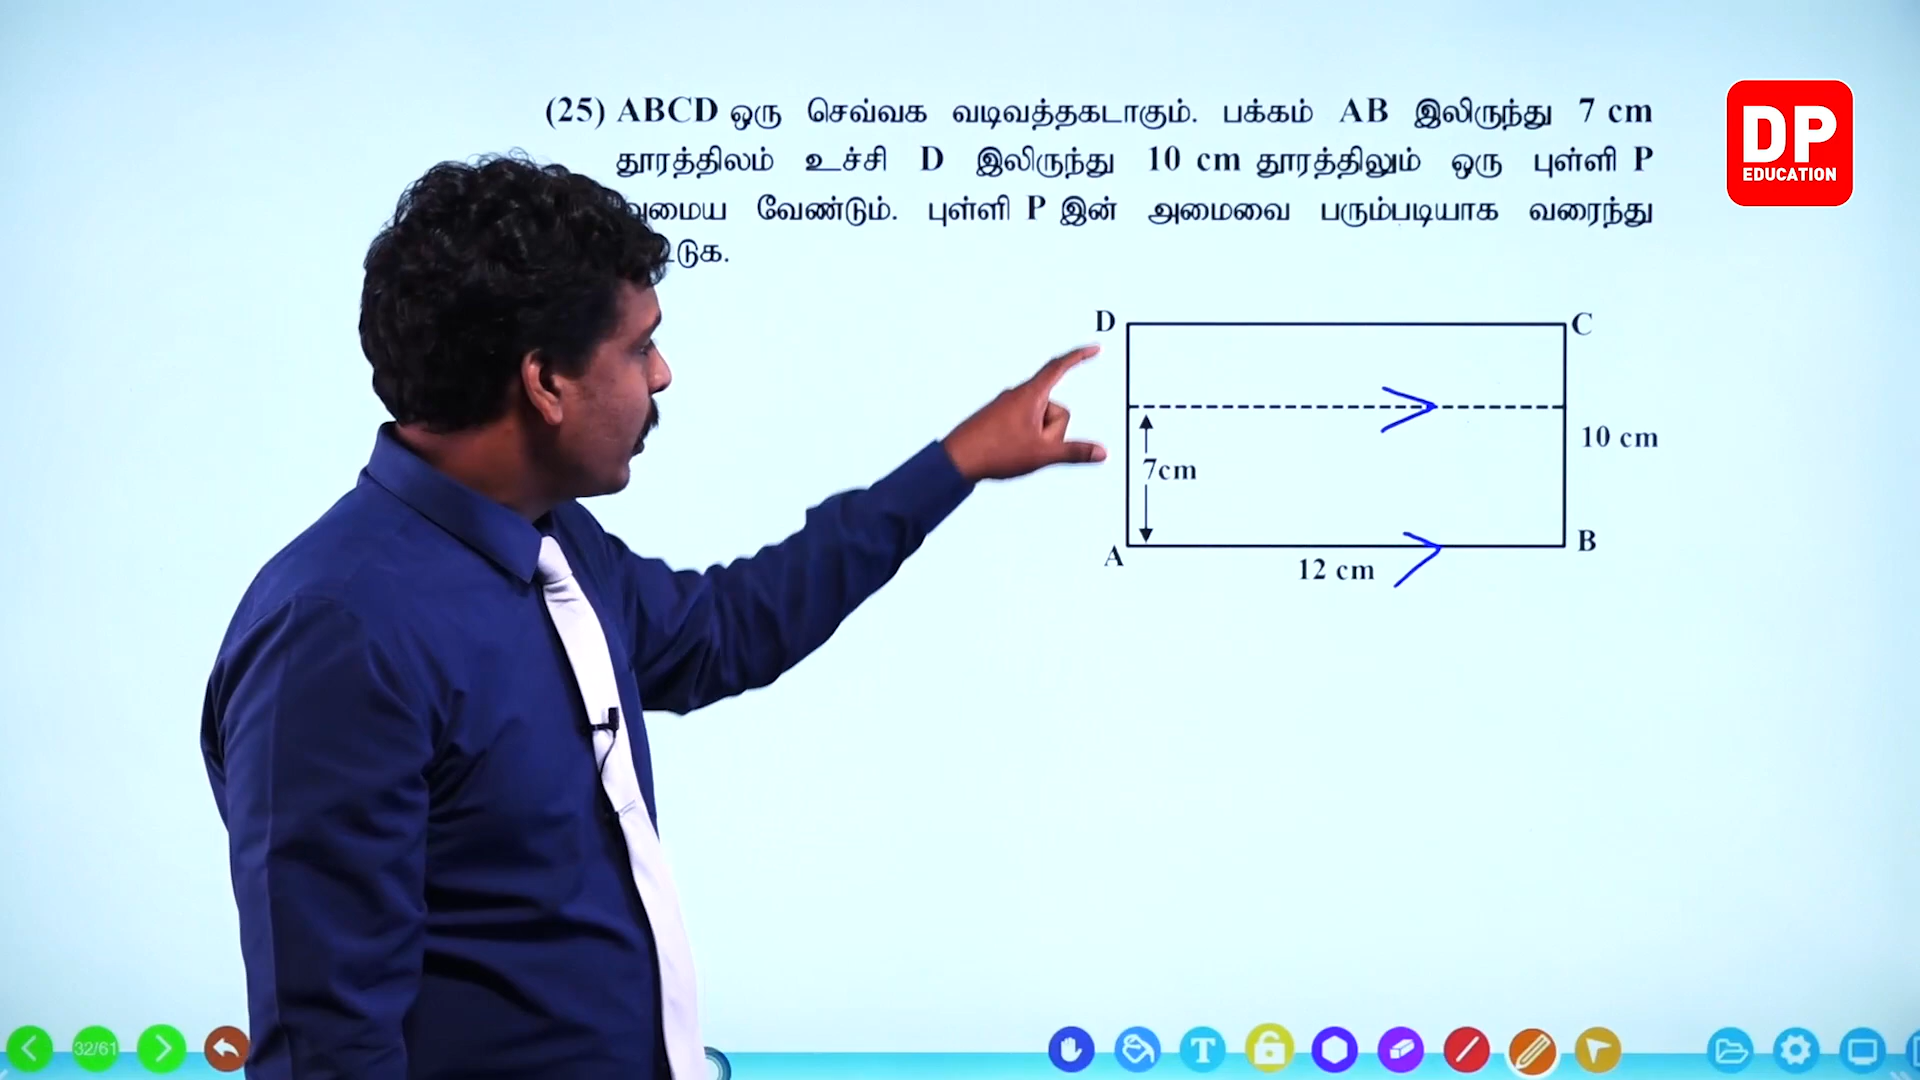 (25) ABCD ஒரு செவ்வக வடிவத்தகடாகும். பக்கம் AB இலிருந்து 7 cm
தூரத்திலம் உச்சி D இலிருந்து 10 cm தூரத்திலும் ஒரு புள்ளி P
வேண்டும். புள்ளி P இன் அமைவை பரும்படியாக வரைந்து
DP
EDUCATION
D
C
10 cm
7cm
A
B
12 cm
32/61
T